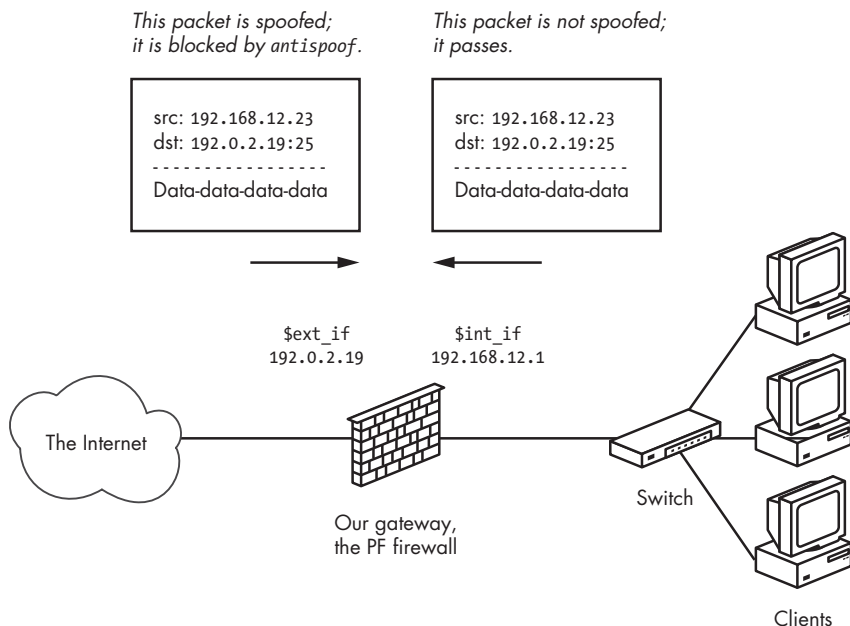 This packet is spoofed;
it is blocked by antispoof.
src: 192.168.12.23
dst: 192.0.2.19:25
Data-data-data-data
This packet is not spoofed;
it passes.
src: 192.168.12.23
dst: 192.0.2.19:25
Data-data-data-data
$ext_if
192.0.2.19
$int_if
192.168.12.1
The Internet
Our gateway,
the PF firewall
Switch
Clients